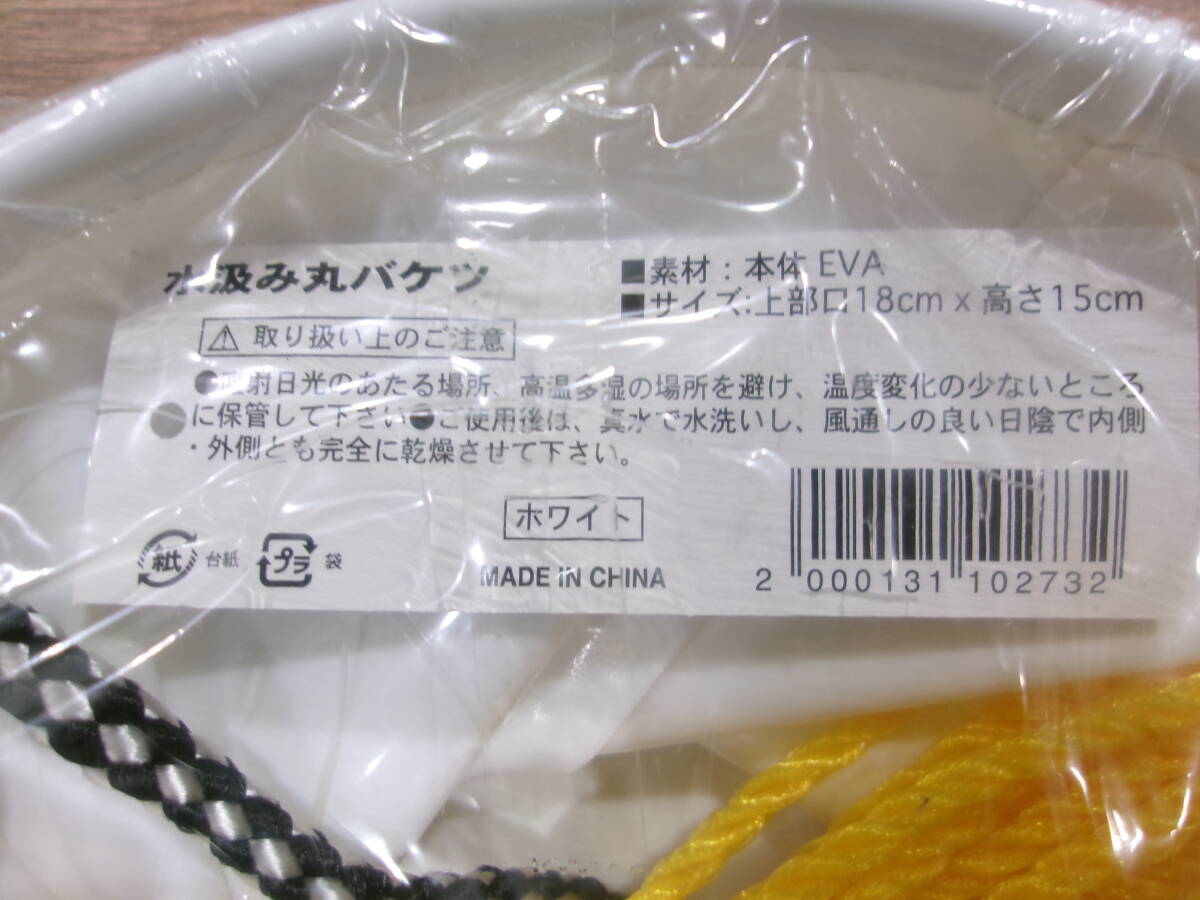 水汲み丸バケツ
■素材：本体 EVA
■サイズ:上部口18cm x 高さ15cm
⚠ 取り扱い上のご注意
●直射日光のあたる場所、高温多湿の場所を避け、温度変化の少ないところ
に保管して下さい●ご使用後は、真水で水洗いし、風通しの良い日陰で内側
・外側とも完全に乾燥させて下さい。
ホワイト
紙 台紙 プラ 袋
MADE IN CHINA
2 000131 102732